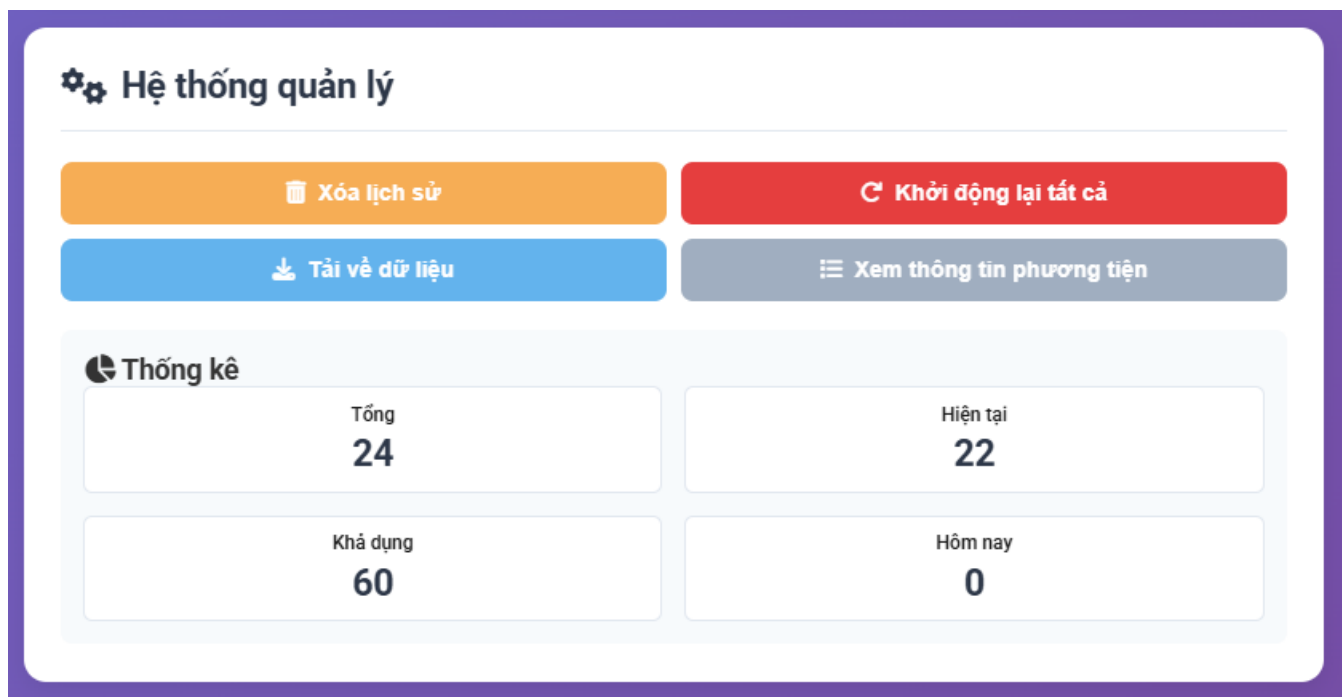 Hệ thống quản lý
Xóa lịch sử
Khởi động lại tất cả
Tải về dữ liệu
Xem thông tin phương tiện
Thống kê
Tổng
24
Hiện tại
22
Khả dụng
60
Hôm nay
0